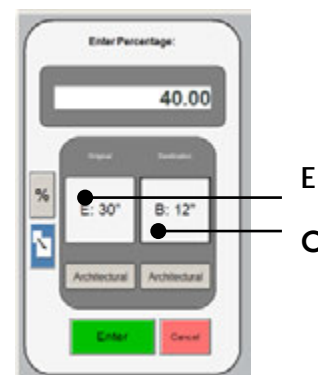 Enter Percentage:
40.00
Original Destination
%
E: 30" B: 12"
E
Architectural Architectural
Enter Cancel